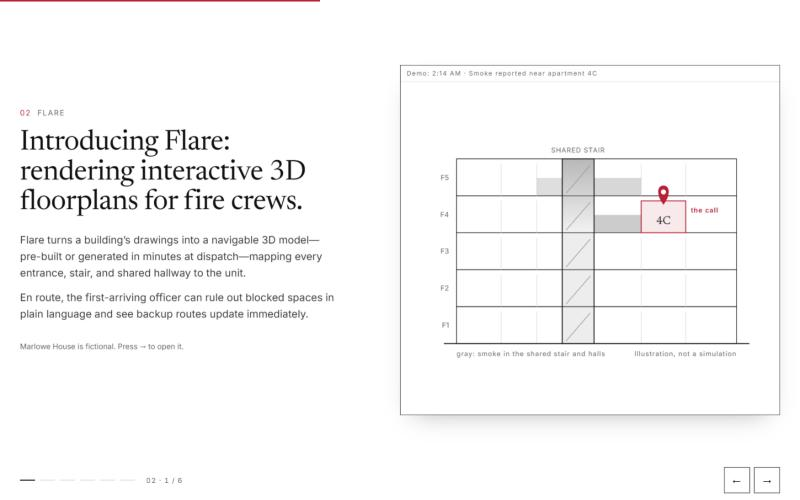 Demo: 2:14 AM · Smoke reported near apartment 4C
02 FLARE
Introducing Flare:
rendering interactive 3D
floorplans for fire crews.
Flare turns a building’s drawings into a navigable 3D model—
pre-built or generated in minutes at dispatch—mapping every
entrance, stair, and shared hallway to the unit.
En route, the first-arriving officer can rule out blocked spaces in
plain language and see backup routes update immediately.
Marlowe House is fictional. Press → to open it.
SHARED STAIR
F5
F4
4C
the call
F3
F2
F1
gray: smoke in the shared stair and halls
Illustration, not a simulation
02 · 1 / 6
← →